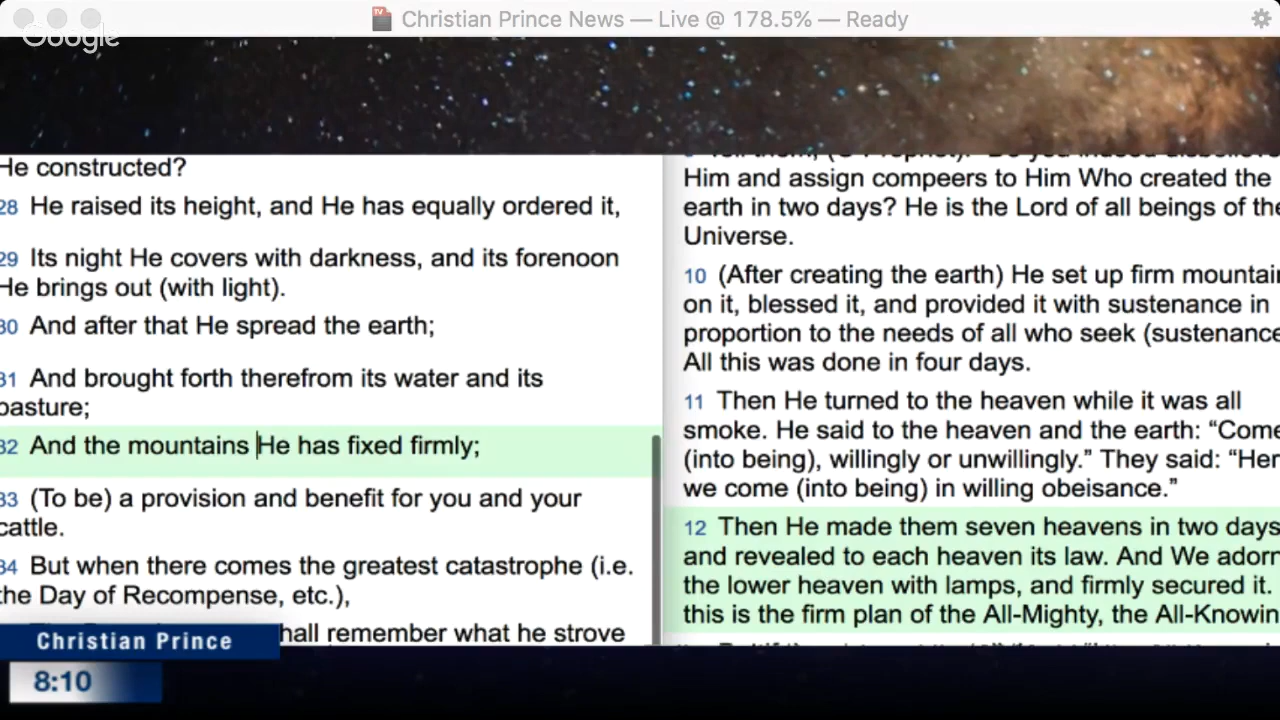 Christian Prince News — Live @ 178.5% — Ready
Google
He constructed?
28 He raised its height, and He has equally ordered it,
29 Its night He covers with darkness, and its forenoon
He brings out (with light).
30 And after that He spread the earth;
31 And brought forth therefrom its water and its
pasture;
32 And the mountains He has fixed firmly;
33 (To be) a provision and benefit for you and your
cattle.
34 But when there comes the greatest catastrophe (i.e.
the Day of Recompense, etc.),
hall remember what he strove
Him and assign compeers to Him Who created the
earth in two days? He is the Lord of all beings of the
Universe.
10 (After creating the earth) He set up firm mountai
on it, blessed it, and provided it with sustenance in
proportion to the needs of all who seek (sustenance
All this was done in four days.
11 Then He turned to the heaven while it was all
smoke. He said to the heaven and the earth: “Come
(into being), willingly or unwillingly.” They said: “Her
we come (into being) in willing obeisance.”
12 Then He made them seven heavens in two days
and revealed to each heaven its law. And We adorn
the lower heaven with lamps, and firmly secured it.
this is the firm plan of the All-Mighty, the All-Knowin
Christian Prince
8:10